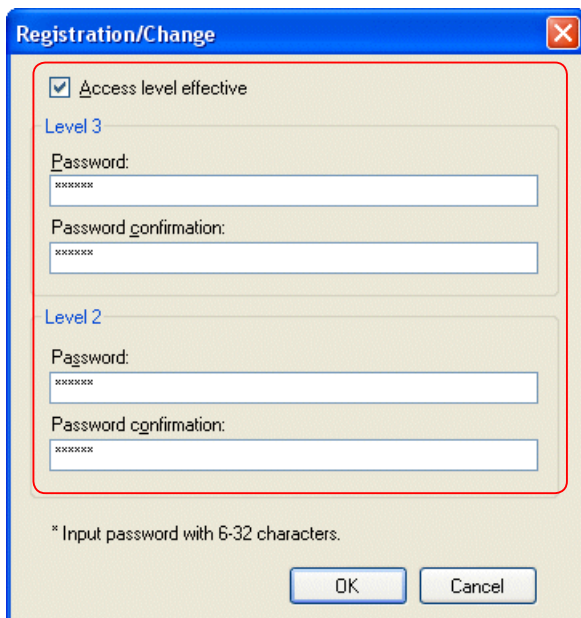 Registration/Change
Access level effective
Level 3
Password:
××××××
Password confirmation:
××××××
Level 2
Password:
××××××
Password confirmation:
××××××
* Input password with 6-32 characters.
OK
Cancel